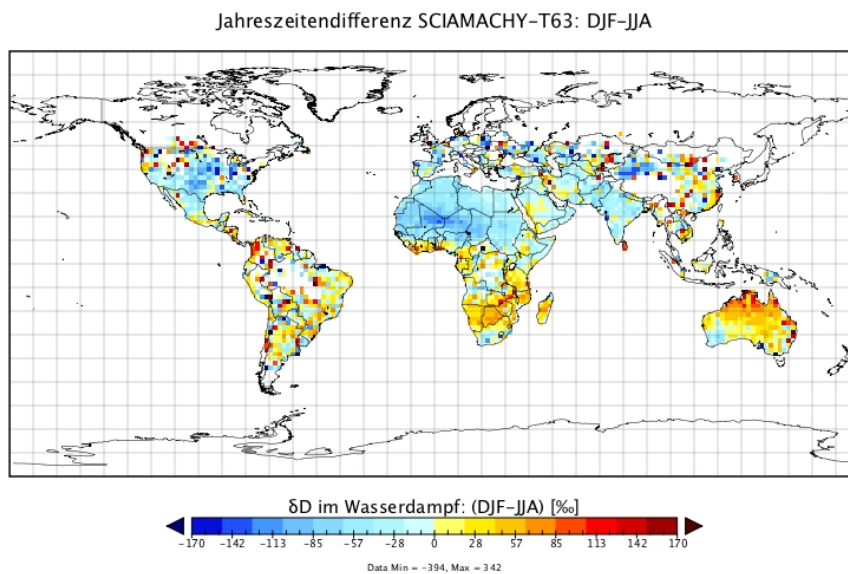 Jahreszeitendifferenz SCIAMACHY-T63: DJF-JJA
δD im Wasserdampf: (DJF-JJA) [‰]
-170 -142 -113 -85 -57 -28 0 28 57 85 113 142 170
Data Min = -394, Max = 342